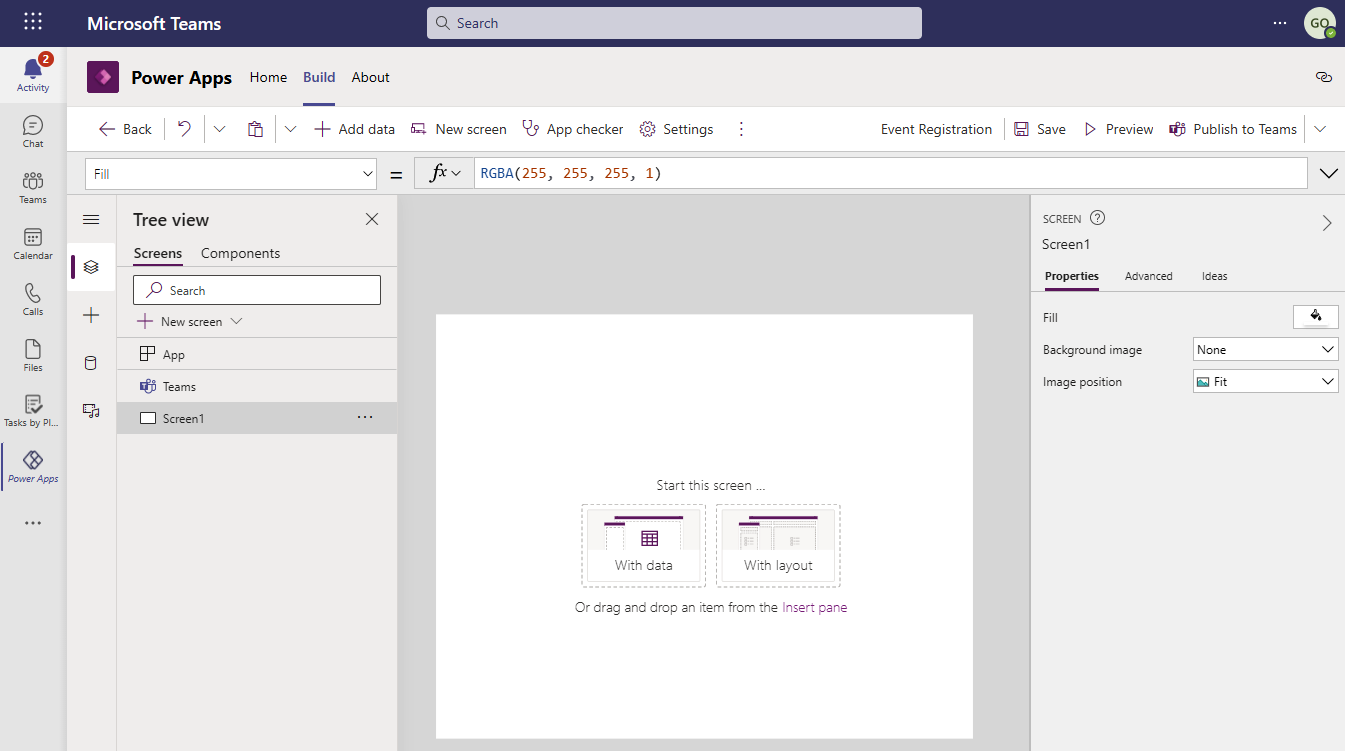 Microsoft Teams
Search
GO
2
Activity
Chat
Teams
Calendar
Calls
Files
Tasks by Pl...
Power Apps
Power Apps Home Build About
Back Add data New screen App checker Settings Event Registration Save Preview Publish to Teams
Fill = fx RGBA(255, 255, 255, 1)
Tree view
Screens Components
Search
New screen
App
Teams
Screen1
Start this screen ...
With data With layout
Or drag and drop an item from the Insert pane
SCREEN ?
Screen1
Properties Advanced Ideas
Fill
Background image None
Image position Fit